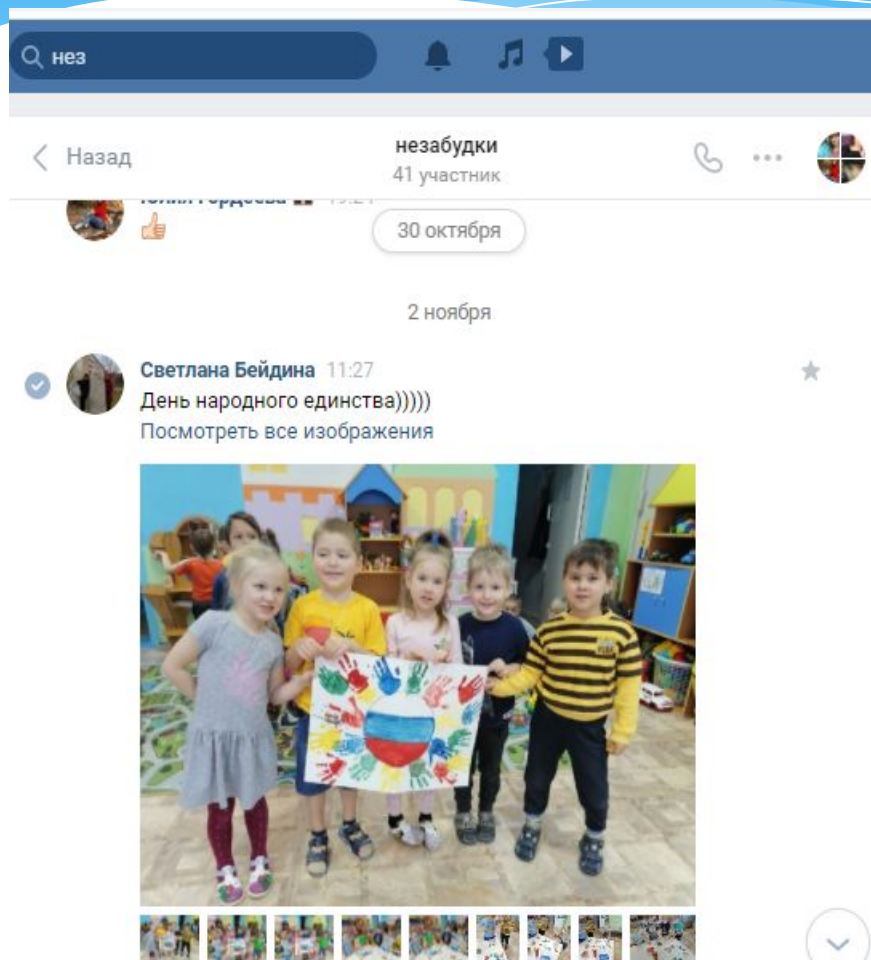 нез
незабудки
Назад
41 участник
30 октября
2 ноября
Светлана Бейдина 11:27
День народного единства)))))
Посмотреть все изображения